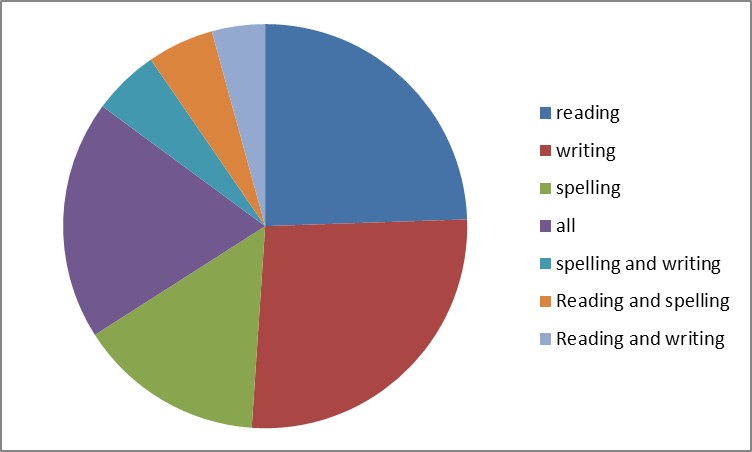 reading
writing
spelling
all
spelling and writing
Reading and spelling
Reading and writing